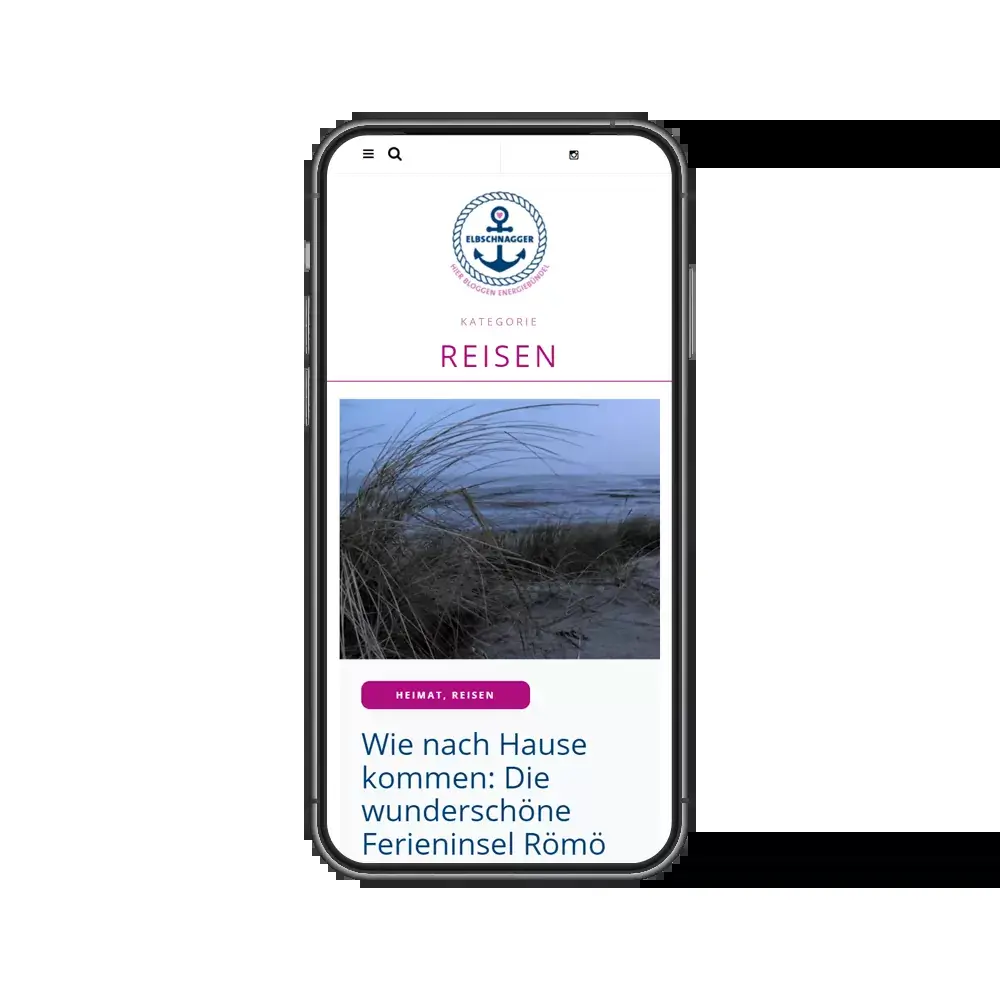 ELBSCHNAGGER
HIER BLOGGEN ENERGIEBÜNDEL
KATEGORIE
REISEN
HEIMAT, REISEN
Wie nach Hause
kommen: Die
wunderschöne
Ferieninsel Römö